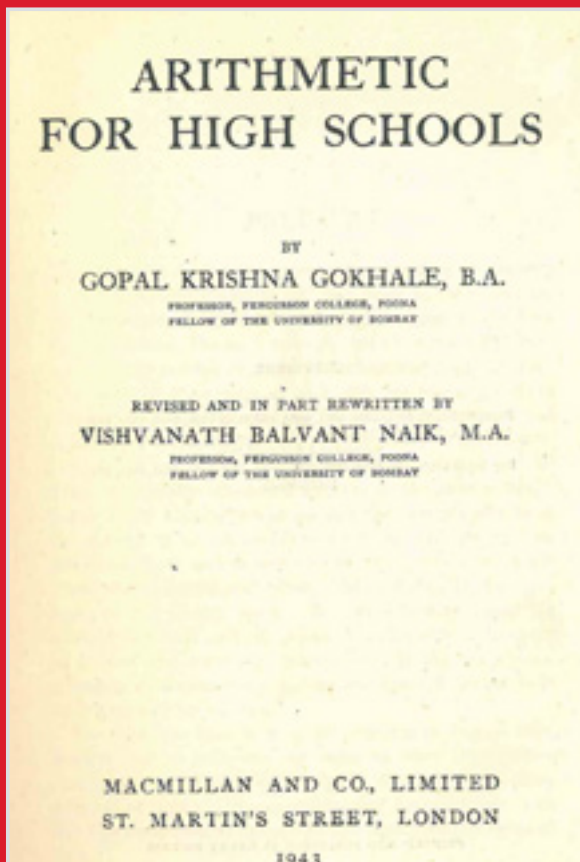 ARITHMETIC
FOR HIGH SCHOOLS
BY
GOPAL KRISHNA GOKHALE, B.A.
PROFESSOR, FERGUSSON COLLEGE, POONA
FELLOW OF THE UNIVERSITY OF BOMBAY
REVISED AND IN PART REWRITTEN BY
VISHVANATH BALVANT NAIK, M.A.
PROFESSOR, FERGUSSON COLLEGE, POONA
FELLOW OF THE UNIVERSITY OF BOMBAY
MACMILLAN AND CO., LIMITED
ST. MARTIN'S STREET, LONDON